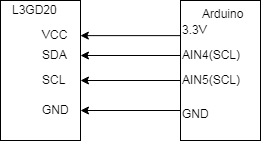 L3GD20
Arduino
VCC
3.3V
SDA
AIN4(SCL)
SCL
AIN5(SCL)
GND
GND